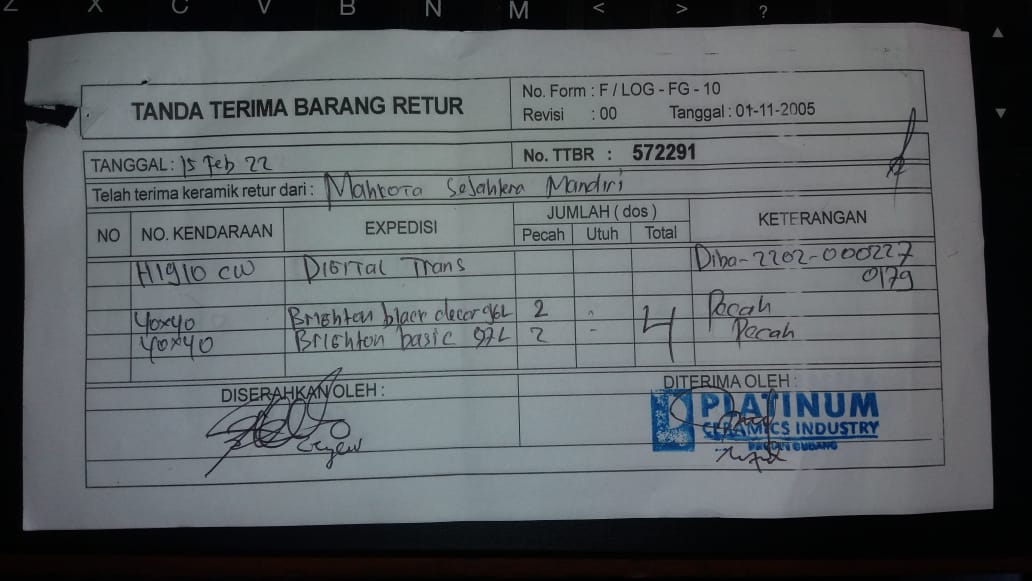 Z X C V B N M < > ?
TANDA TERIMA BARANG RETUR
No. Form : F / LOG - FG - 10
Revisi : 00 Tanggal : 01-11-2005
TANGGAL : 15 Feb 22
No. TTBR : 572291
Telah terima keramik retur dari : Mahkota Sejahtera Mandiri
NO NO. KENDARAAN EXPEDISI JUMLAH ( dos ) KETERANGAN
Pecah Utuh Total
H1910 CW DIGITAL Trans Diba-2202-000227
0179
40x40 Brighton black decor 2 - 4 Pecah
40x40 Brighton basic 2 - Pecah
DISERAHKAN OLEH : DITERIMA OLEH :
PLATINUM
CERAMICS INDUSTRY
GUDANG